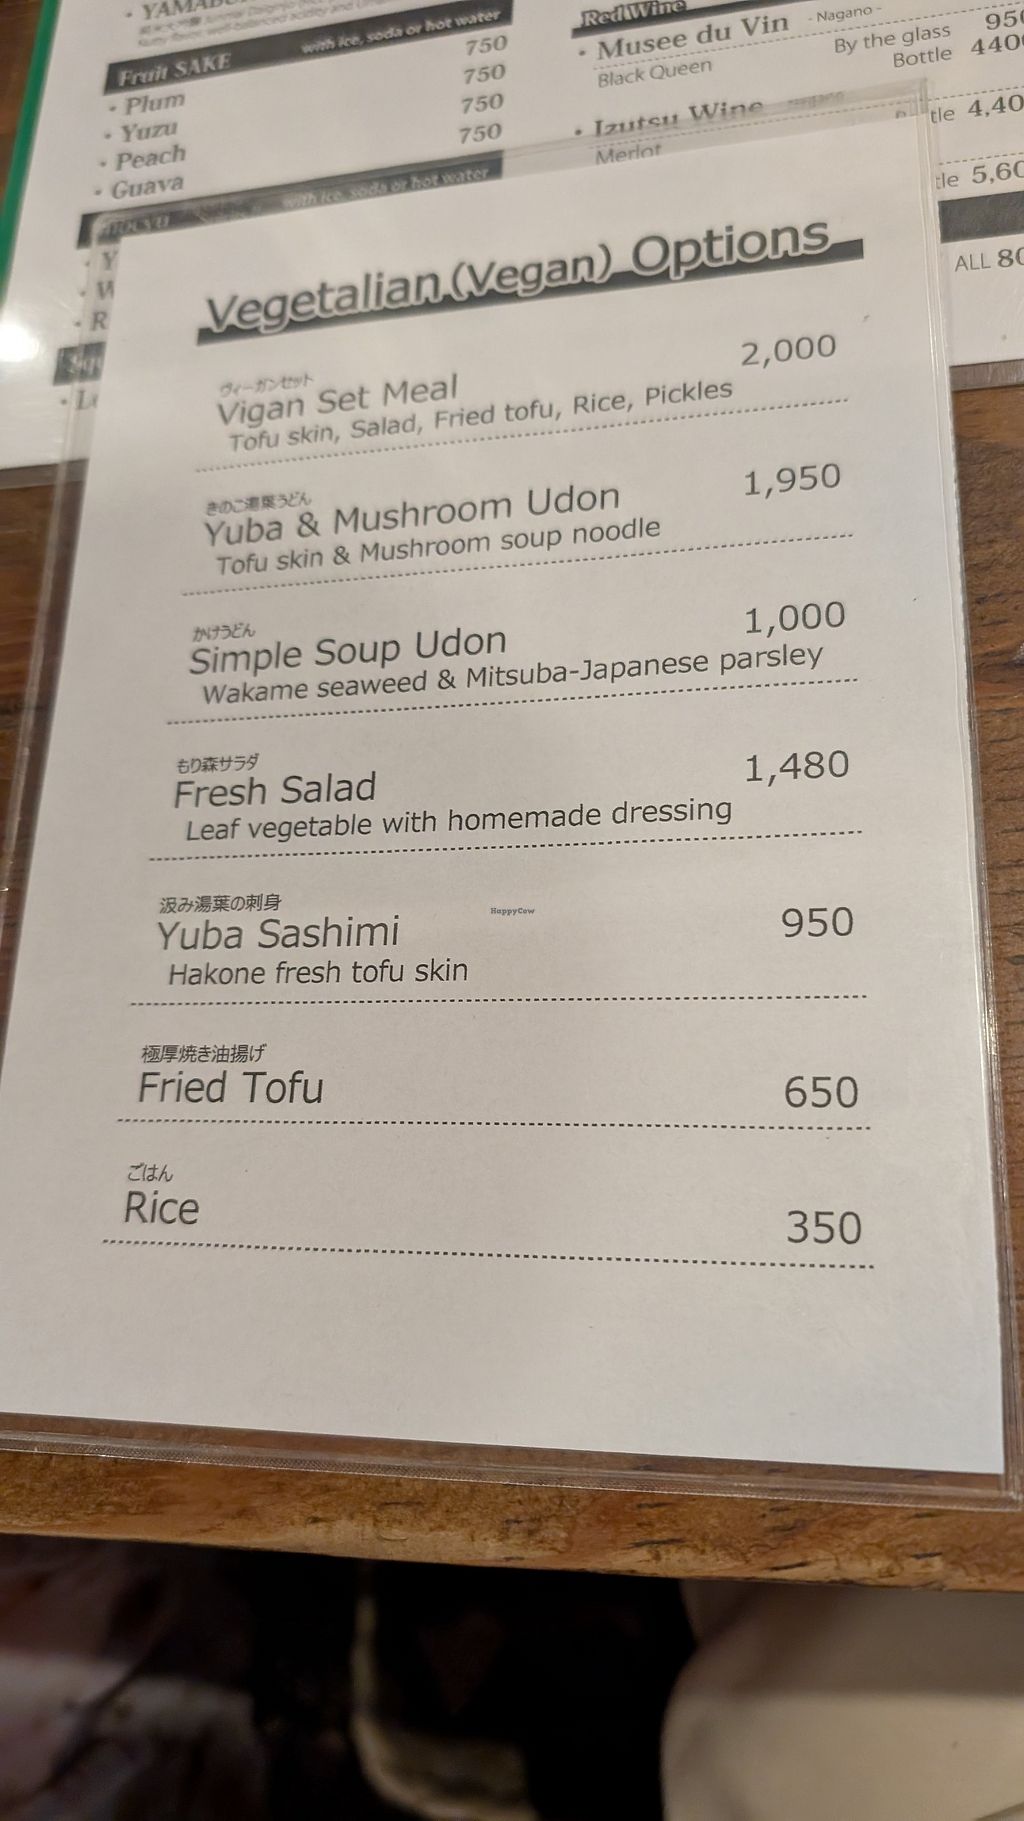 with ice, soda or hot water
Fruit SAKE
750
• Plum
750
• Yuzu
750
• Peach
750
• Guava
with ice, soda or hot water
Red Wine
• Musee du Vin - Nagano -
Black Queen
By the glass
Bottle
• Izutsu Wine
Merlot
ALL
Vegetalian (Vegan) Options
ヴィーガンセット
Vigan Set Meal 2,000
Tofu skin, Salad, Fried tofu, Rice, Pickles
きのこ湯葉うどん
Yuba & Mushroom Udon 1,950
Tofu skin & Mushroom soup noodle
かけうどん
Simple Soup Udon 1,000
Wakame seaweed & Mitsuba-Japanese parsley
もり森サラダ
Fresh Salad 1,480
Leaf vegetable with homemade dressing
汲み湯葉の刺身
Yuba Sashimi 950
Hakone fresh tofu skin
極厚焼き油揚げ
Fried Tofu 650
ごはん
Rice 350
HappyCow